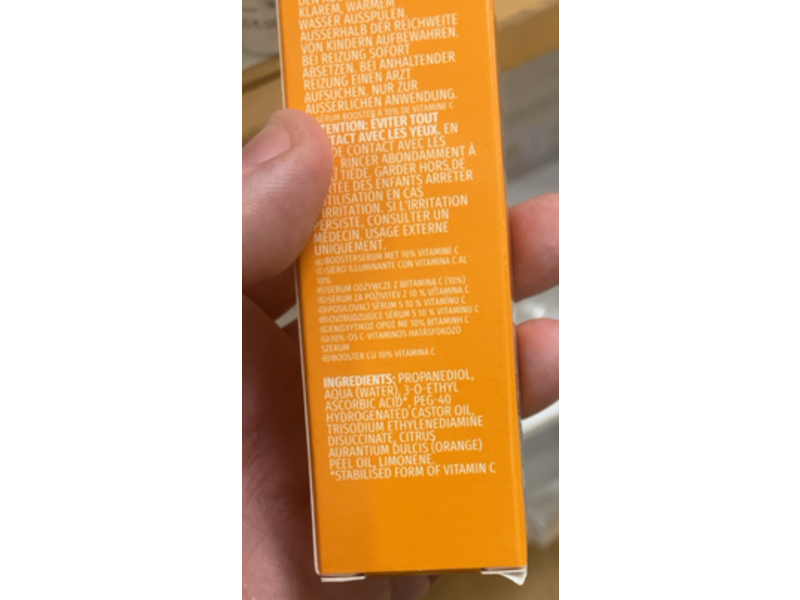 KLAREM, WARMEM
WASSER AUSSPÜLEN.
AUSSERHALB DER REICHWEITE
VON KINDERN AUFBEWAHREN.
BEI REIZUNG SOFORT
ABSETZEN. BEI ANHALTENDER
REIZUNG EINEN ARZT
AUFSUCHEN. NUR ZUR
ÄUSSERLICHEN ANWENDUNG.
SÉRUM BOOSTER À 10% DE VITAMINE C
TENTION: ÉVITER TOUT
TACT AVEC LES YEUX. EN
DE CONTACT AVEC LES
, RINCER ABONDAMMENT À
TIÈDE. GARDER HORS DE
TÉE DES ENFANTS ARRÊTER
TILISATION EN CAS
IRRITATION. SI L'IRRITATION
PERSISTE, CONSULTER UN
MÉDECIN. USAGE EXTERNE
UNIQUEMENT.
BOOSTERSERUM MET 10% VITAMINE C
SIERO ILLUMINANTE CON VITAMINA C AL
10%
SERUM ODŻYWCZE Z WITAMINĄ C (10%)
SERUM ZA POŽIVITEV Z 10 % VITAMINA C
POSILOVACÍ SÉRUM S 10 % VITAMÍNU C
POVZBUDZUJÚCE SÉRUM S 10% VITAMÍNU C
ΕΝΙΣΧΥΤΙΚΟΣ ΟΡΟΣ ΜΕ 10% ΒΙΤΑΜΙΝΗ C
10%-OS C-VITAMINOS HATÁSFOKOZÓ
SZÉRUM
BOOSTER CU 10% VITAMINA C
INGREDIENTS: PROPANEDIOL,
AQUA (WATER), 3-O-ETHYL
ASCORBIC ACID*, PEG-40
HYDROGENATED CASTOR OIL,
TRISODIUM ETHYLENEDIAMINE
DISUCCINATE, CITRUS
AURANTIUM DULCIS (ORANGE)
PEEL OIL, LIMONENE.
*STABILISED FORM OF VITAMIN C